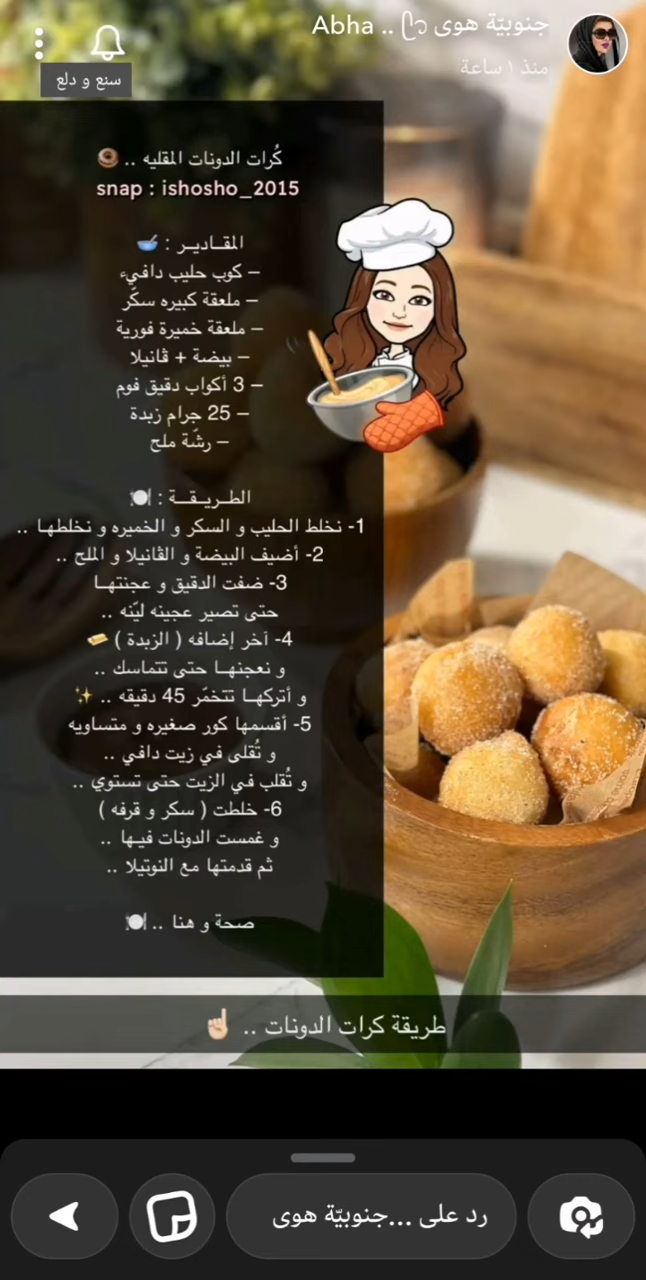 جنوبيّة هوى .. Abha
منذ ١ ساعة
سنع و دلع
كُرات الدونات المقليه .. 🍩
snap : ishosho_2015
المقـاديـر : 🥣
– كوب حليب دافيء
– ملعقة كبيره سكّر
– ملعقة خميرة فورية
– بيضة + ڤانيلا
– 3 أكواب دقيق فوم
– 25 جرام زبدة
– رشّة ملح
الطـريـقـة : 🍽️
1- نخلط الحليب و السكر و الخميره و نخلطهـا ..
2- أضيف البيضة و الڤانيلا و الملح ..
3- ضفت الدقيق و عجنتهـا
حتى تصير عجينه ليّنه ..
4- آخر إضافه ( الزبدة ) 🧈
و نعجنهـا حتى تتماسك ..
و أتركهـا تتخمّر 45 دقيقه .. ✨
5- أقسمها كور صغيره و متساويه
و تُقلى في زيت دافي ..
و تُقلب في الزيت حتى تستوي ..
6- خلطت ( سكر و قرفه )
و غمست الدونات فيـها ..
ثم قدمتها مع النوتيلا ..
صحة و هنا .. 🍽️
طريقة كرات الدونات .. ☝🏻
رد على ...جنوبيّة هوى